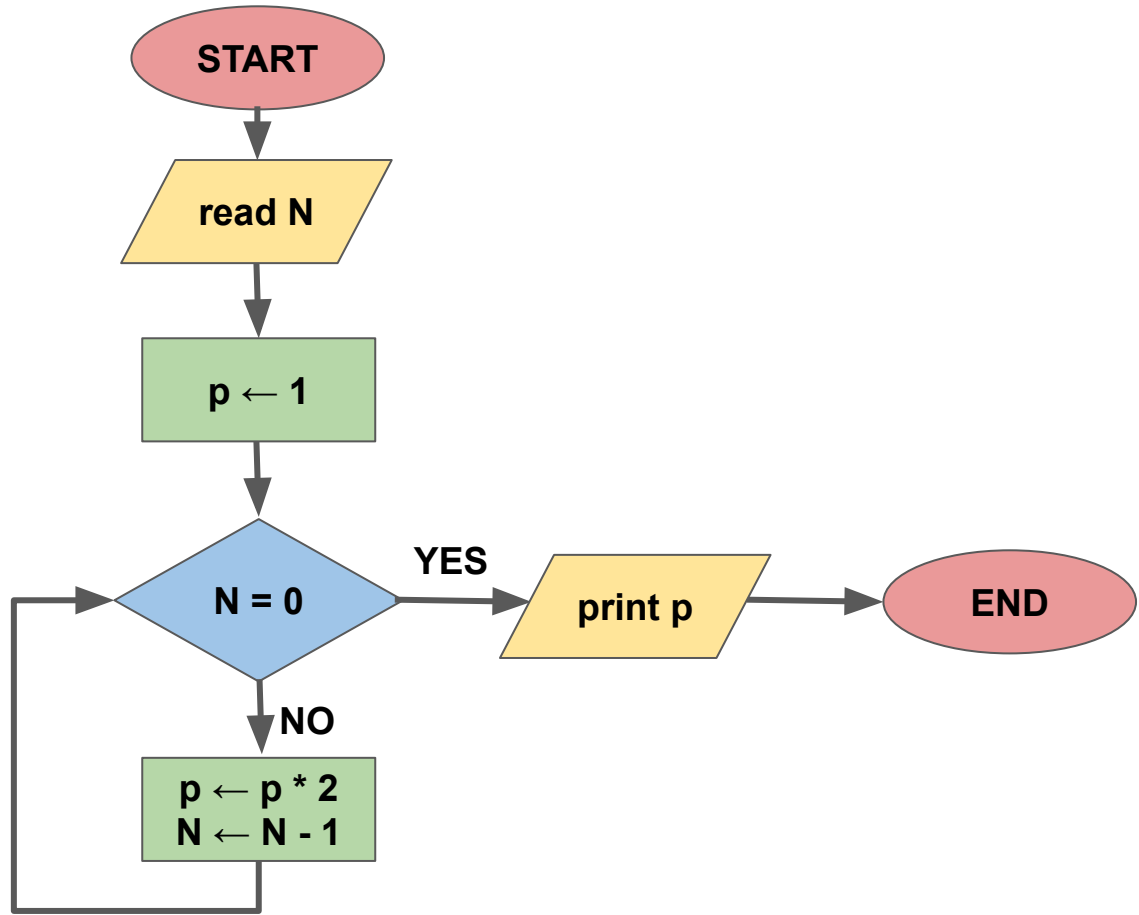 START
read N
p ← 1
N = 0
YES
print p
END
NO
p ← p * 2
N ← N - 1